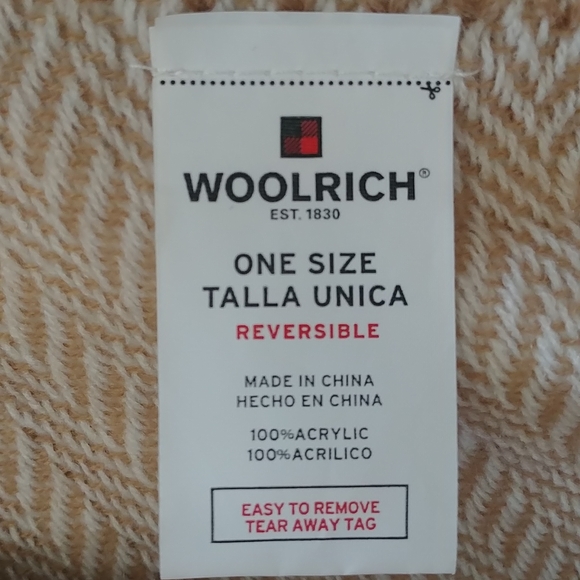 WOOLRICH®
EST. 1830
ONE SIZE
TALLA UNICA
REVERSIBLE
MADE IN CHINA
HECHO EN CHINA
100%ACRYLIC
100%ACRILICO
EASY TO REMOVE
TEAR AWAY TAG